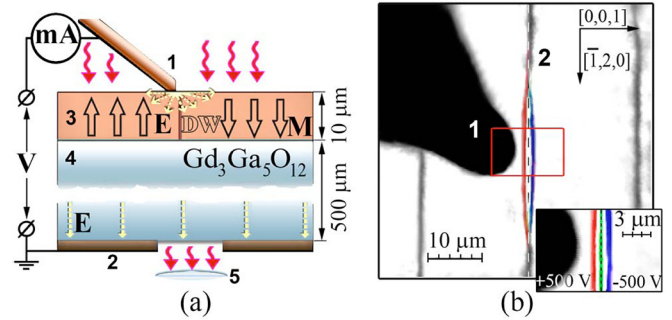 mA
1
[0,0,1]
[1̅,2,0]
2
3
E
DW
M
10 µm
1
V
4
Gd₃Ga₅O₁₂
500 µm
E
2
5
10 µm
3 µm
+500 V
-500 V
(a)
(b)